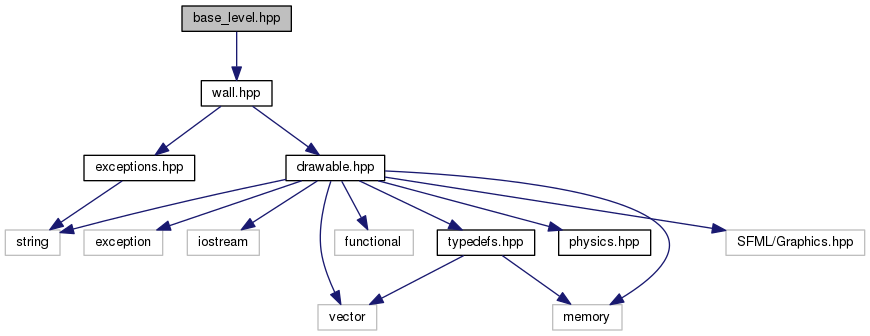 base_level.hpp
wall.hpp
exceptions.hpp
drawable.hpp
string
exception
iostream
functional
typedefs.hpp
physics.hpp
SFML/Graphics.hpp
vector
memory